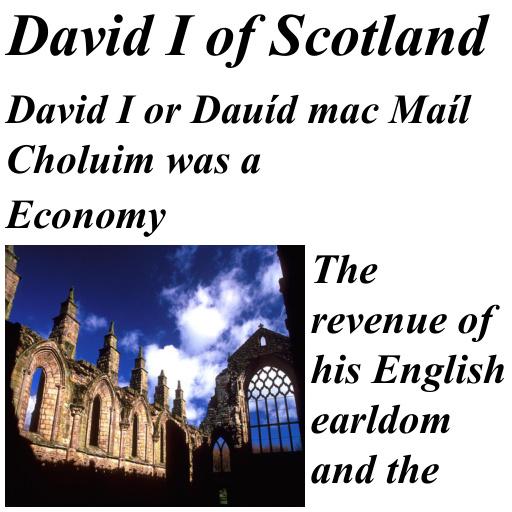 David I of Scotland
David I or Dauíd mac Maíl
Choluim was a
Economy
The
revenue of
his English
earldom
and the